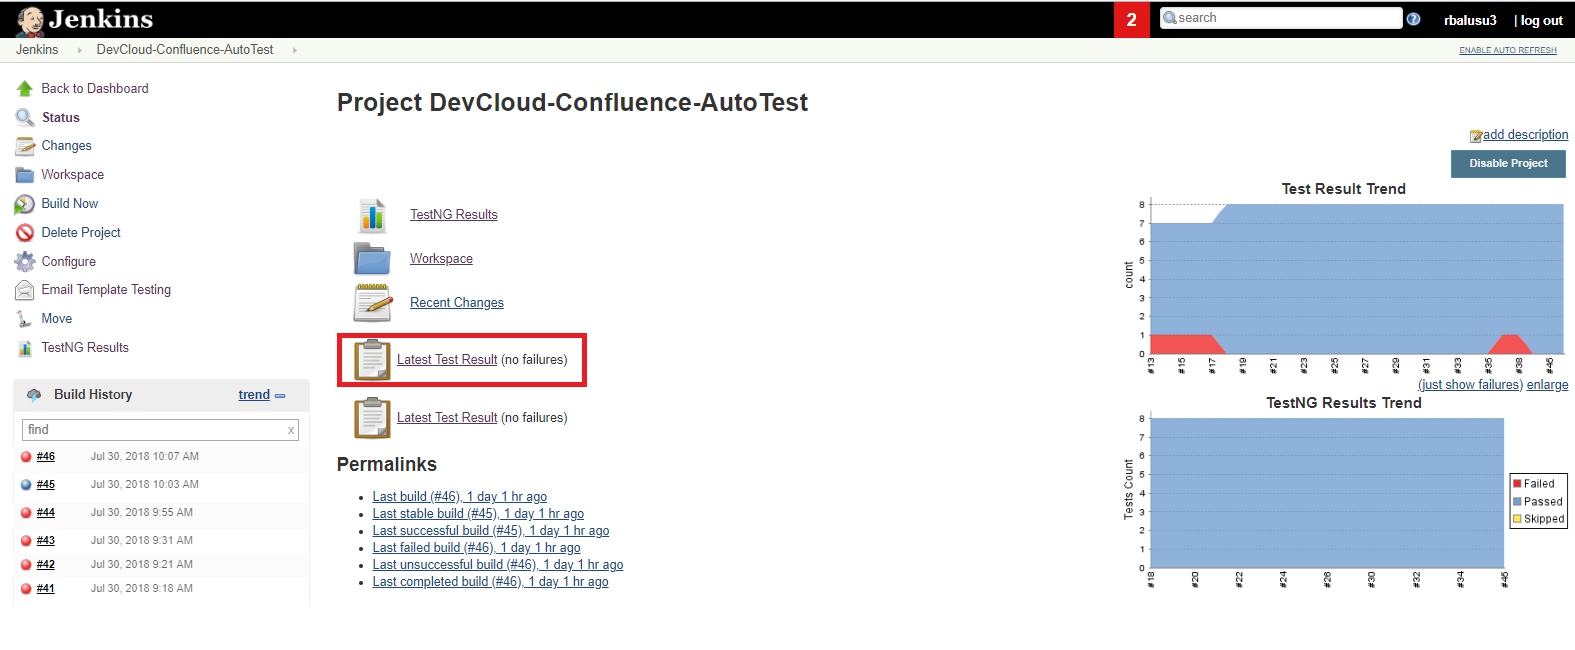 Jenkins
2
search
rbalusu3
| log out
Jenkins
DevCloud-Confluence-AutoTest
ENABLE AUTO REFRESH
Back to Dashboard
Status
Changes
Workspace
Build Now
Delete Project
Configure
Email Template Testing
Move
TestNG Results
Build History
trend
find
x
#46 Jul 30, 2018 10:07 AM
#45 Jul 30, 2018 10:03 AM
#44 Jul 30, 2018 9:55 AM
#43 Jul 30, 2018 9:31 AM
#42 Jul 30, 2018 9:21 AM
#41 Jul 30, 2018 9:18 AM
Project DevCloud-Confluence-AutoTest
TestNG Results
Workspace
Recent Changes
Latest Test Result (no failures)
Latest Test Result (no failures)
Permalinks
Last build (#46), 1 day 1 hr ago
Last stable build (#45), 1 day 1 hr ago
Last successful build (#45), 1 day 1 hr ago
Last failed build (#46), 1 day 1 hr ago
Last unsuccessful build (#46), 1 day 1 hr ago
Last completed build (#46), 1 day 1 hr ago
add description
Disable Project
Test Result Trend
count
8
7
6
5
4
3
2
1
0
#13
#15
#17
#19
#21
#23
#25
#27
#29
#31
#33
#35
#38
#45
(just show failures) enlarge
TestNG Results Trend
Tests Count
8
7
6
5
4
3
2
1
0
#18
#20
#22
#24
#26
#30
#32
#34
#45
Failed
Passed
Skipped